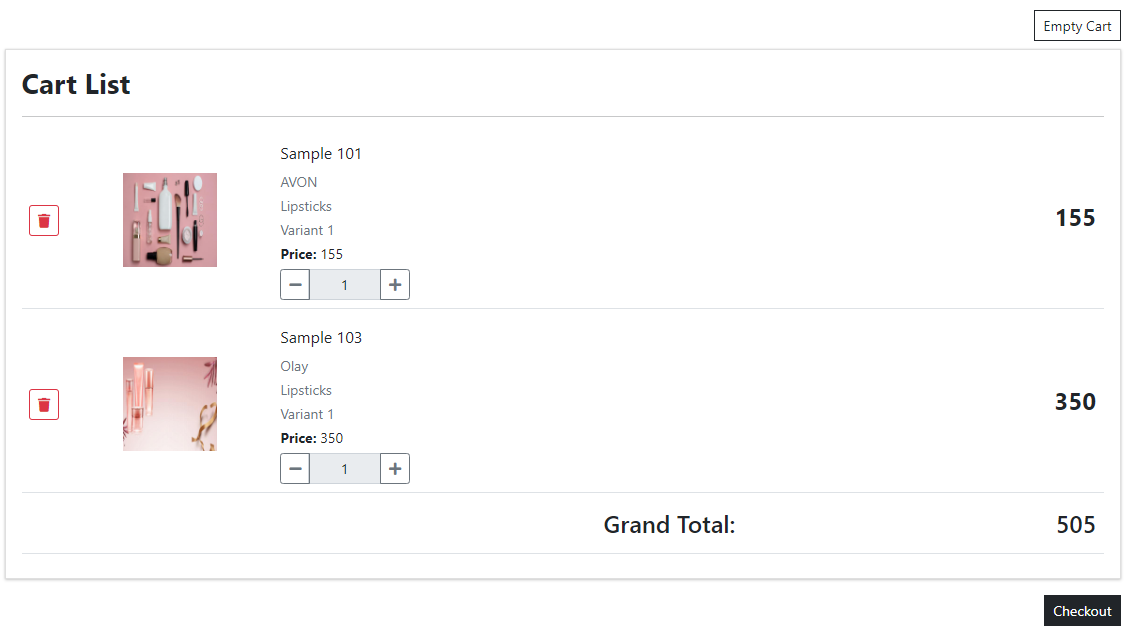 Empty Cart
Cart List
Sample 101
AVON
Lipsticks
Variant 1
Price: 155
1
155
Sample 103
Olay
Lipsticks
Variant 1
Price: 350
1
350
Grand Total: 505
Checkout